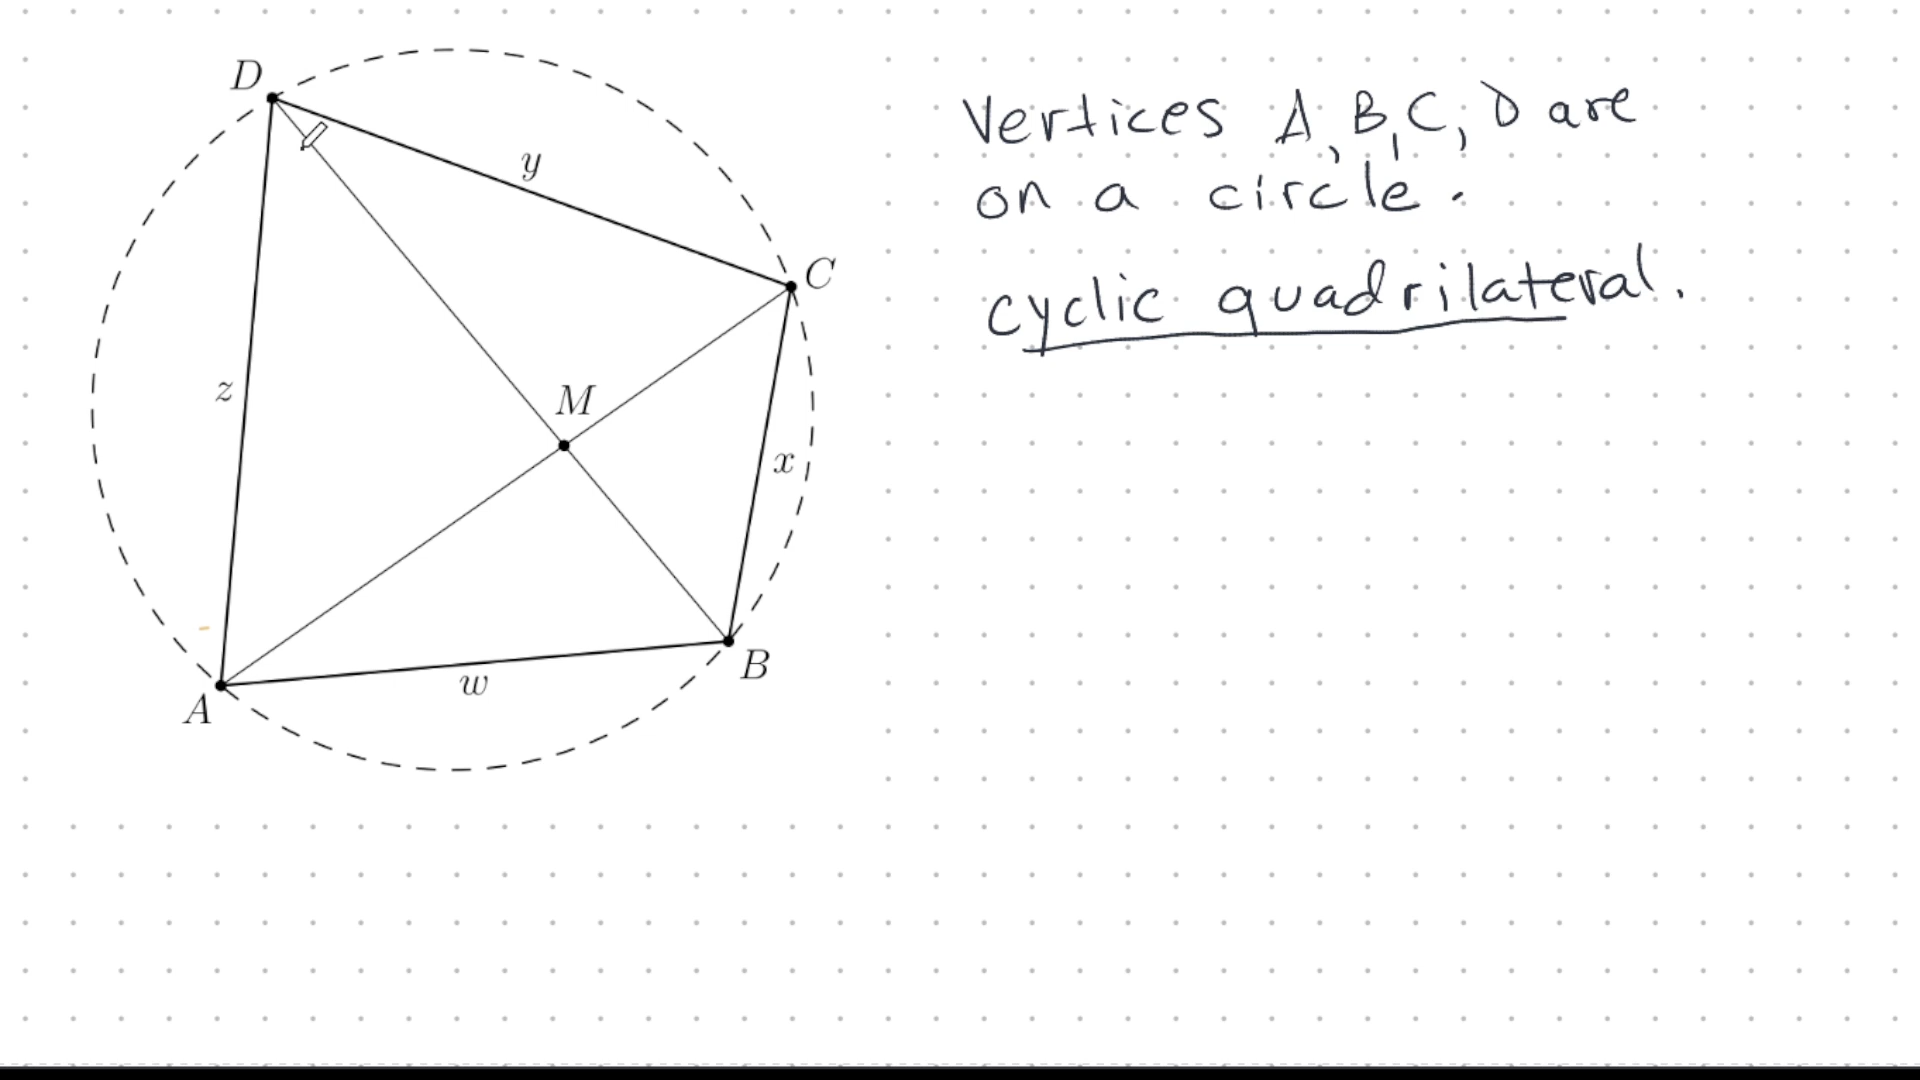 D
y
C
z
M
x
B
w
A
Vertices A, B, C, D are
on a circle.
cyclic quadrilateral.